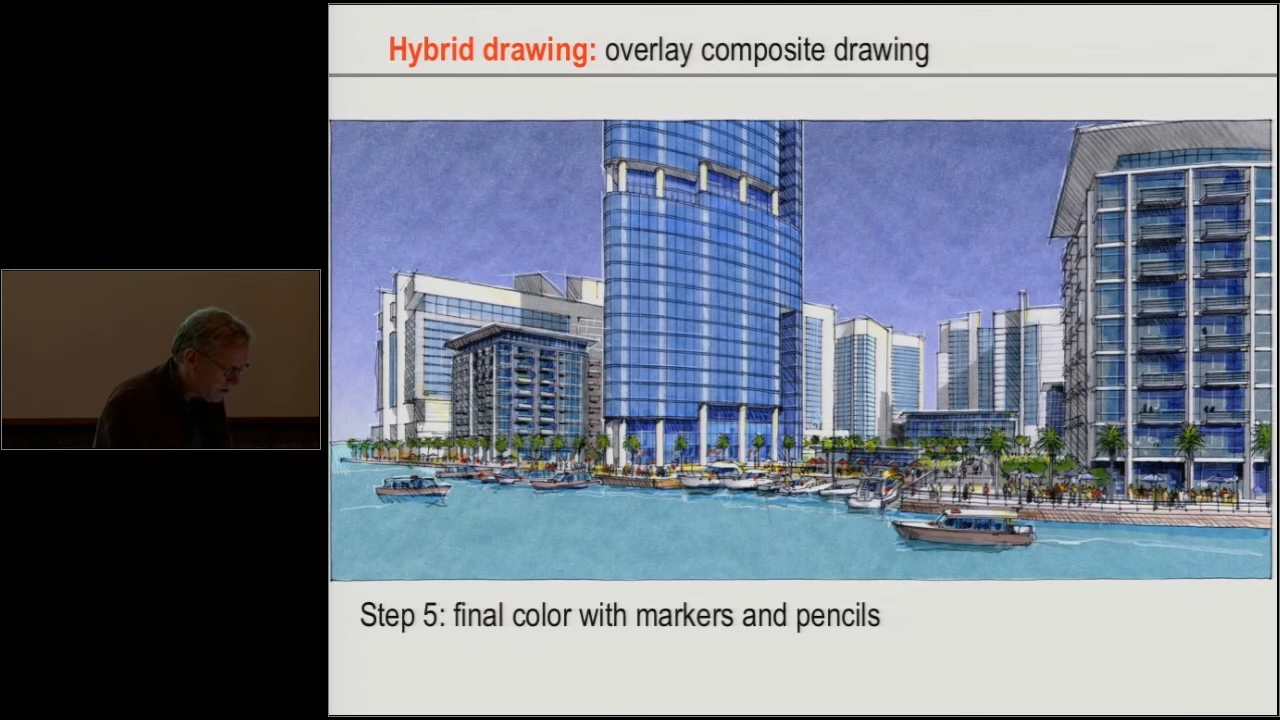 Hybrid drawing: overlay composite drawing
Step 5: final color with markers and pencils